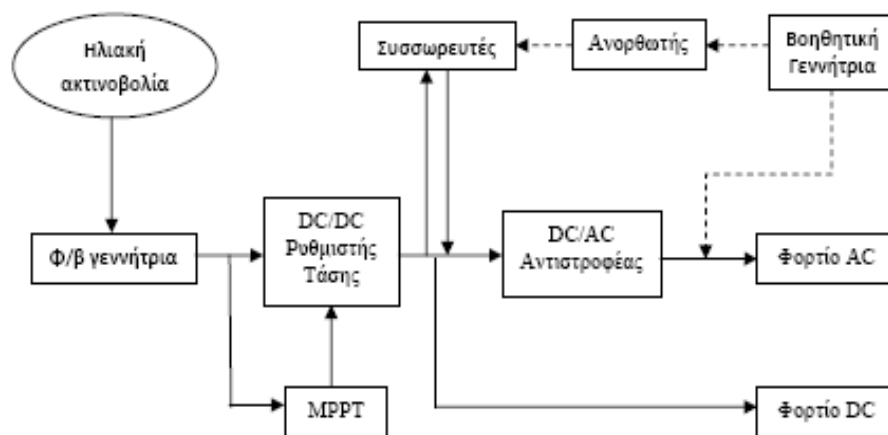 Ηλιακή
ακτινοβολία
Συσσωρευτές
Ανορθωτής
Βοηθητική
Γεννήτρια
Φ/β γεννήτρια
DC/DC
Ρυθμιστής
Τάσης
DC/AC
Αντιστροφέας
Φορτίο AC
MPPT
Φορτίο DC